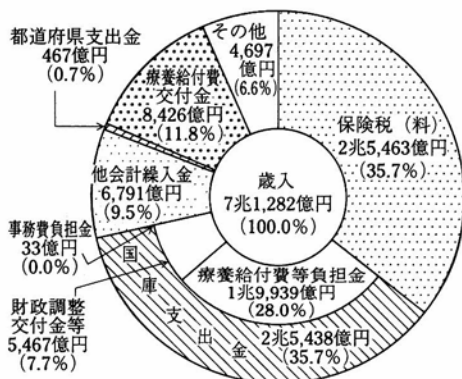 都道府県支出金
467億円
(0.7%)
療養給付費
交付金
8,426億円
(11.8%)
その他
4,697
億円
(6.6%)
保険税（料）
2兆5,463億円
(35.7%)
他会計繰入金
6,791億円
(9.5%)
歳入
7兆1,282億円
(100.0%)
事務費負担金
33億円
(0.0%)
財政調整
交付金等
5,467億円
(7.7%)
療養給付費等負担金
1兆9,939億円
(28.0%)
国庫支出金
2兆5,438億円
(35.7%)